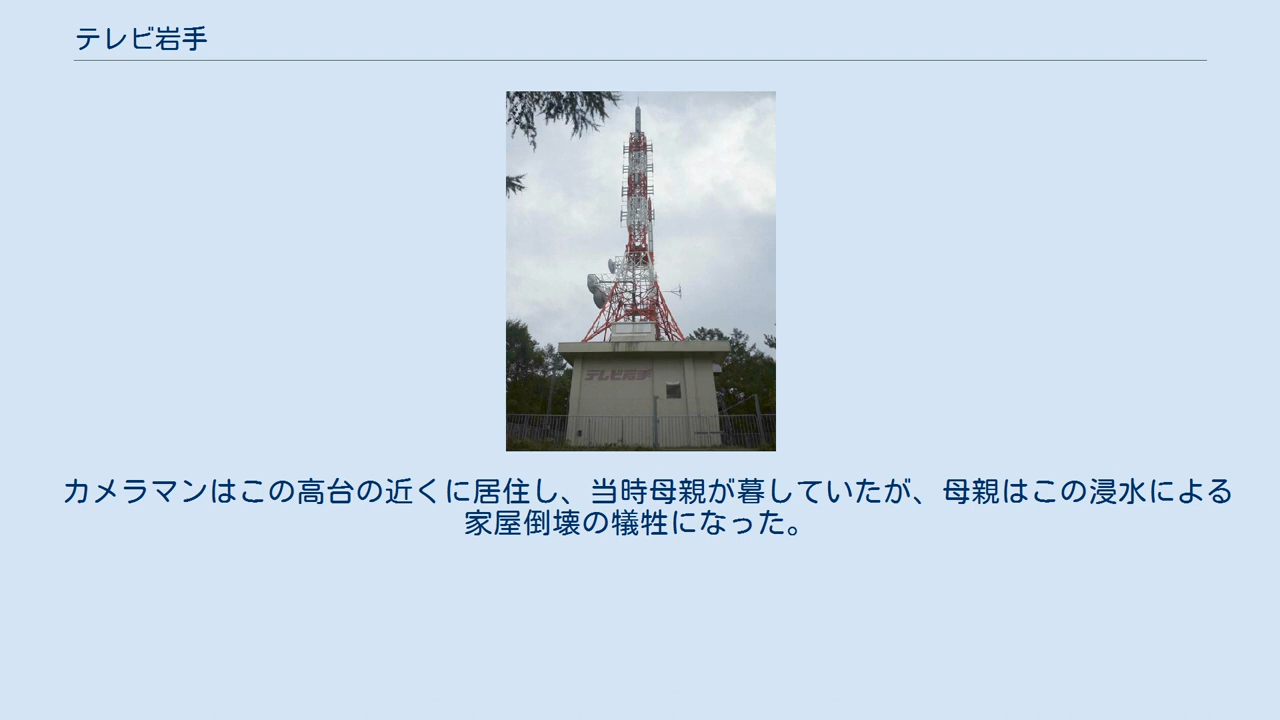 テレビ岩手
テレビ岩手
カメラマンはこの高台の近くに居住し、当時母親が暮していたが、母親はこの浸水による
家屋倒壊の犠牲になった。